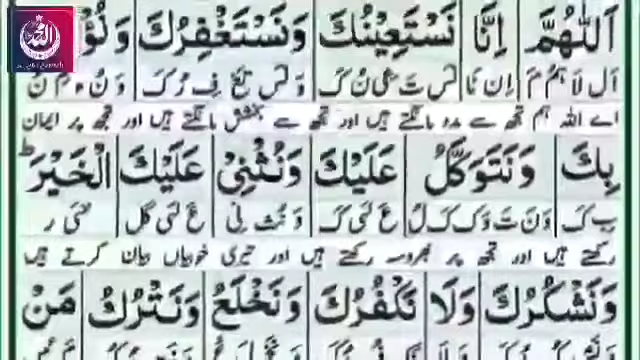 اَللّٰهُمَّ اِنَّا نَسْتَعِيْنُكَ وَنَسْتَغْفِرُكَ وَنُؤْ
اَلْ لَا هُمْ مَ اِنْ نَا نَسْ تَ عِیْ نُ کَ وَ نَسْ تَغْ فِ رُ کَ وَ نُ ءْ مِ نُ
اے اللہ ہم تجھ سے مدد مانگتے ہیں اور تجھ سے بخشش مانگتے ہیں اور تجھ پر ایمان
بِكَ وَنَتَوَكَّلُ عَلَيْكَ وَنُثْنِيْ عَلَيْكَ الْخَيْرَ ط
بِ کَ وَ نَ تَ وَکْ کَ لُ عَ لَیْ کَ وَ نُثْ نِیْ عَ لَیْ کَلْ خَیْ رَ
رکھتے ہیں اور تجھ پر بھروسہ رکھتے ہیں اور تیری خوبیاں بیان کرتے ہیں
وَنَشْكُرُكَ وَلَا نَكْفُرُكَ وَنَخْلَعُ وَنَتْرُكُ مَنْ